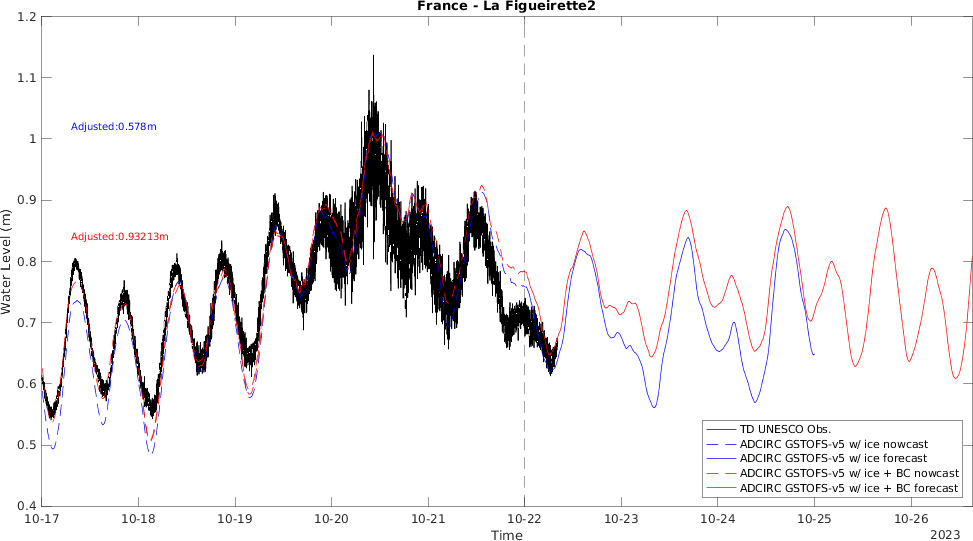 France - La Figueirette2
1.2
1.1
1
0.9
0.8
0.7
0.6
0.5
0.4
Water Level (m)
Adjusted:0.578m
Adjusted:0.93213m
TD UNESCO Obs.
ADCIRC GSTOFS-v5 w/ ice nowcast
ADCIRC GSTOFS-v5 w/ ice forecast
ADCIRC GSTOFS-v5 w/ ice + BC nowcast
ADCIRC GSTOFS-v5 w/ ice + BC forecast
10-17 10-18 10-19 10-20 10-21 10-22 10-23 10-24 10-25 10-26
Time
2023